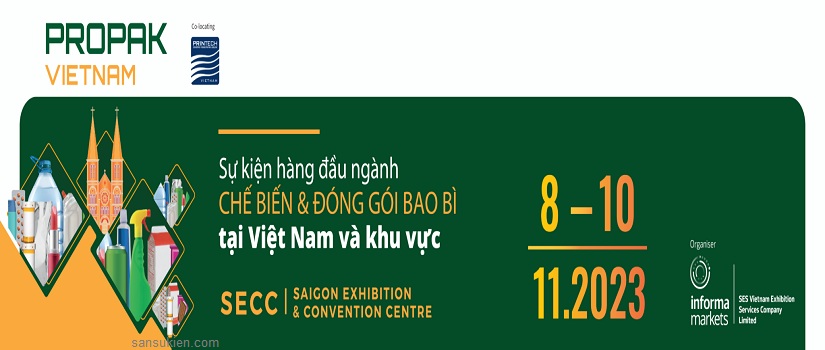 PROPAK
VIETNAM
Co-locating
PRINTECH
VIETNAM
Sự kiện hàng đầu ngành
CHẾ BIẾN & ĐÓNG GÓI BAO BÌ
tại Việt Nam và khu vực
SECC | SAIGON EXHIBITION
& CONVENTION CENTRE
8 – 10
11.2023
Organiser
informa
markets
SES Vietnam Exhibition
Services Company
Limited
sansukien.com